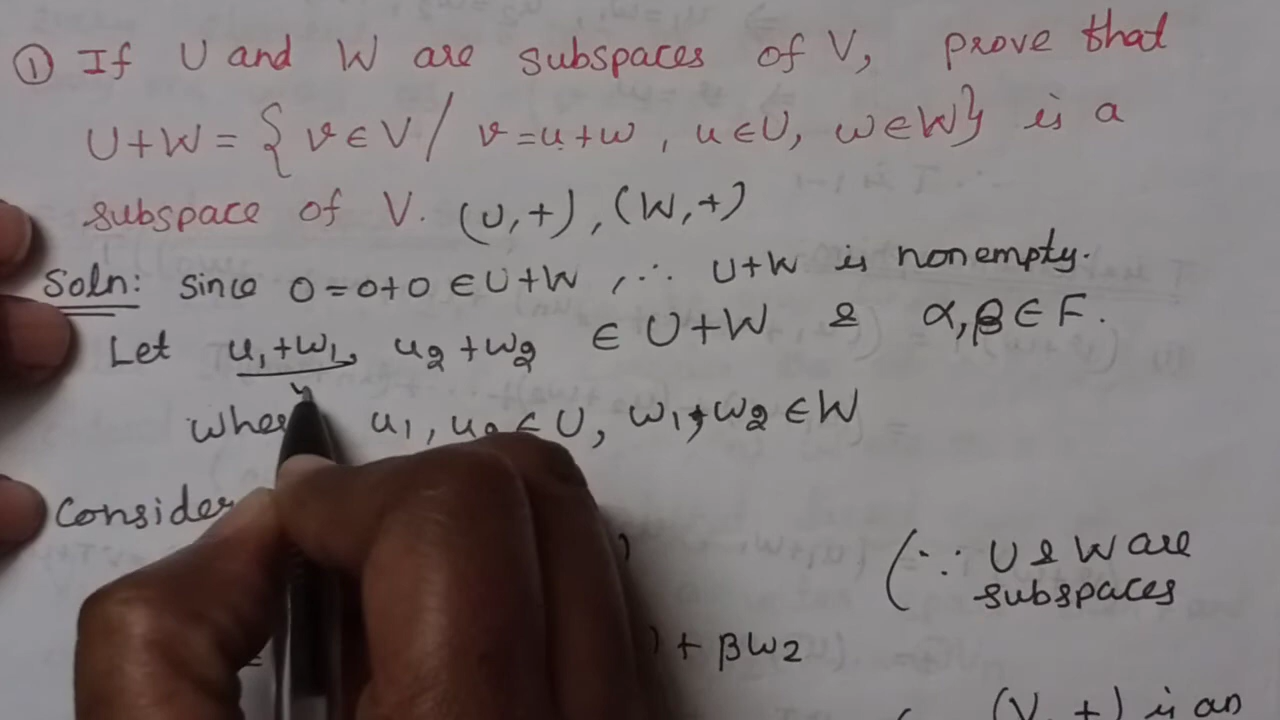 ① If U and W are subspaces of V, prove that
U+W = { v∈V / v=u+w, u∈U, w∈W} is a
subspace of V. (U,+), (W,+)
Soln: Since 0=0+0 ∈U+W, ∴ U+W is nonempty.
Let u₁+w₁, u₂+w₂ ∈ U+W & α,β∈F.
u₁, u₂ ∈ U, w₁,w₂ ∈W
Consider
(∵ U & W are
subspaces
) + βw₂
(V, +) is an